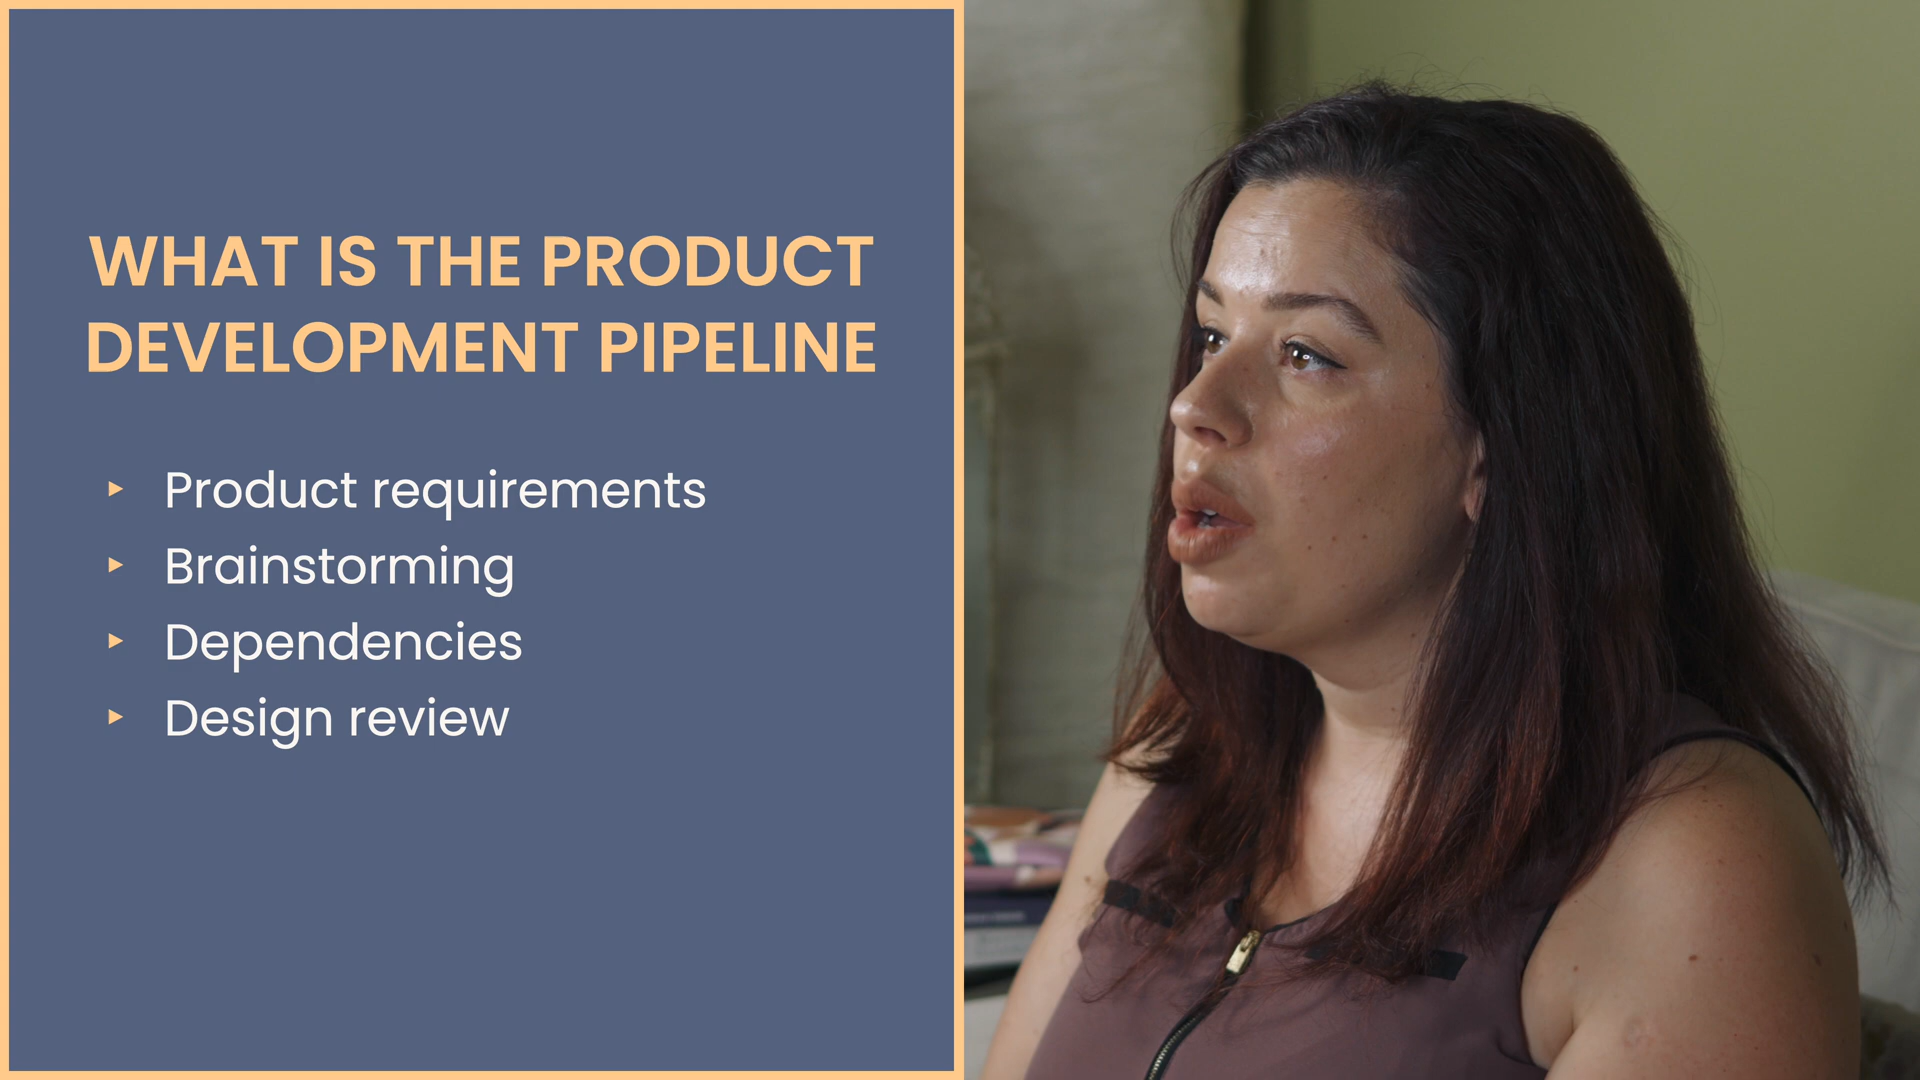 WHAT IS THE PRODUCT
DEVELOPMENT PIPELINE
Product requirements
Brainstorming
Dependencies
Design review